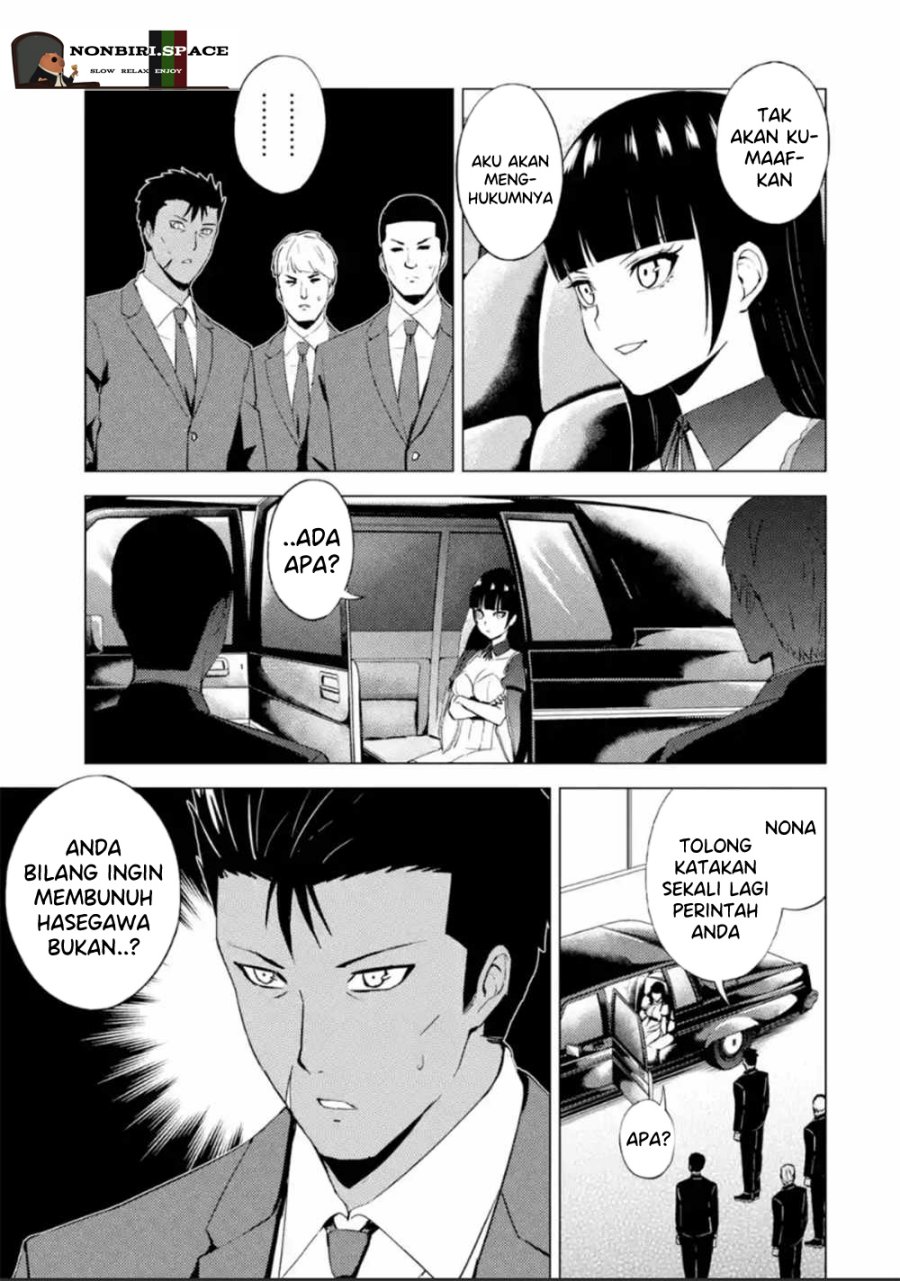 NONBIRI.SPACE
SLOW RELAX ENJOY
TAK
AKAN KU-
MAAF-
KAN
AKU AKAN
MENG-
HUKUMNYA
..ADA
APA?
NONA
TOLONG
KATAKAN
SEKALI LAGI
PERINTAH
ANDA
APA?
ANDA
BILANG INGIN
MEMBUNUH
HASEGAWA
BUKAN..?